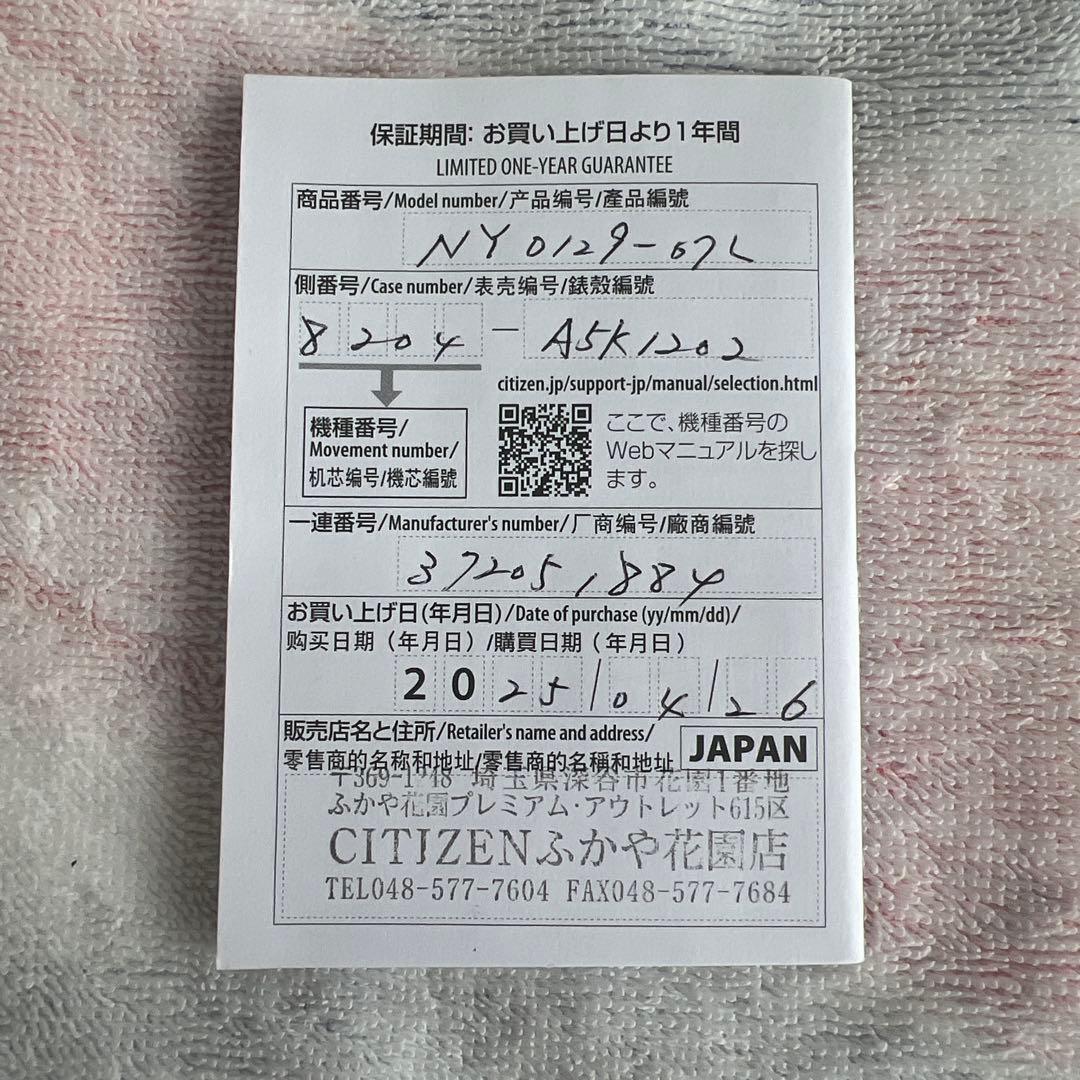 保証期間: お買い上げ日より1年間
LIMITED ONE-YEAR GUARANTEE
商品番号/Model number/产品编号/產品編號
NY0129-07L
側番号/Case number/表壳编号/錶殼編號
8204 - A5K1202
citizen.jp/support-jp/manual/selection.html
機種番号/
Movement number/
机芯编号/機芯編號
ここで、機種番号の
Webマニュアルを探し
ます。
一連番号/Manufacturer's number/厂商编号/廠商編號
372051884
お買い上げ日(年月日)/Date of purchase (yy/mm/dd)/
购买日期（年月日）/購買日期（年月日）
2025/04/26
販売店名と住所/Retailer's name and address/
零售商的名称和地址/零售商的名稱和地址
JAPAN
埼玉県深谷市花園1番地
ふかや花園プレミアム・アウトレット615区
CITIZENふかや花園店
TEL048-577-7604 FAX048-577-7684